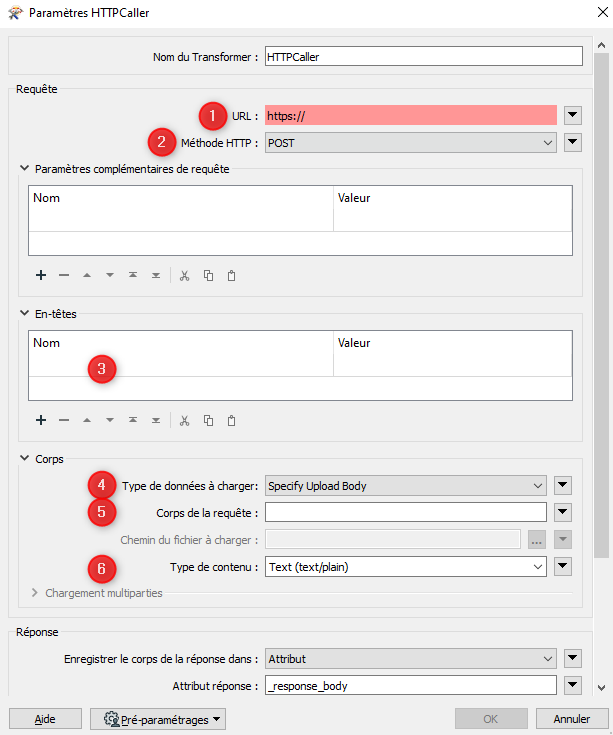 Paramètres HTTPCaller
Nom du Transformer : HTTPCaller
Requête
1 URL : https://
2 Méthode HTTP : POST
Paramètres complémentaires de requête
Nom Valeur
En-têtes
Nom Valeur
3
Corps
4 Type de données à charger: Specify Upload Body
5 Corps de la requête :
Chemin du fichier à charger : ...
6 Type de contenu : Text (text/plain)
Chargement multiparties
Réponse
Enregistrer le corps de la réponse dans : Attribut
Attribut réponse : _response_body
Aide Pré-paramétrages OK Annuler